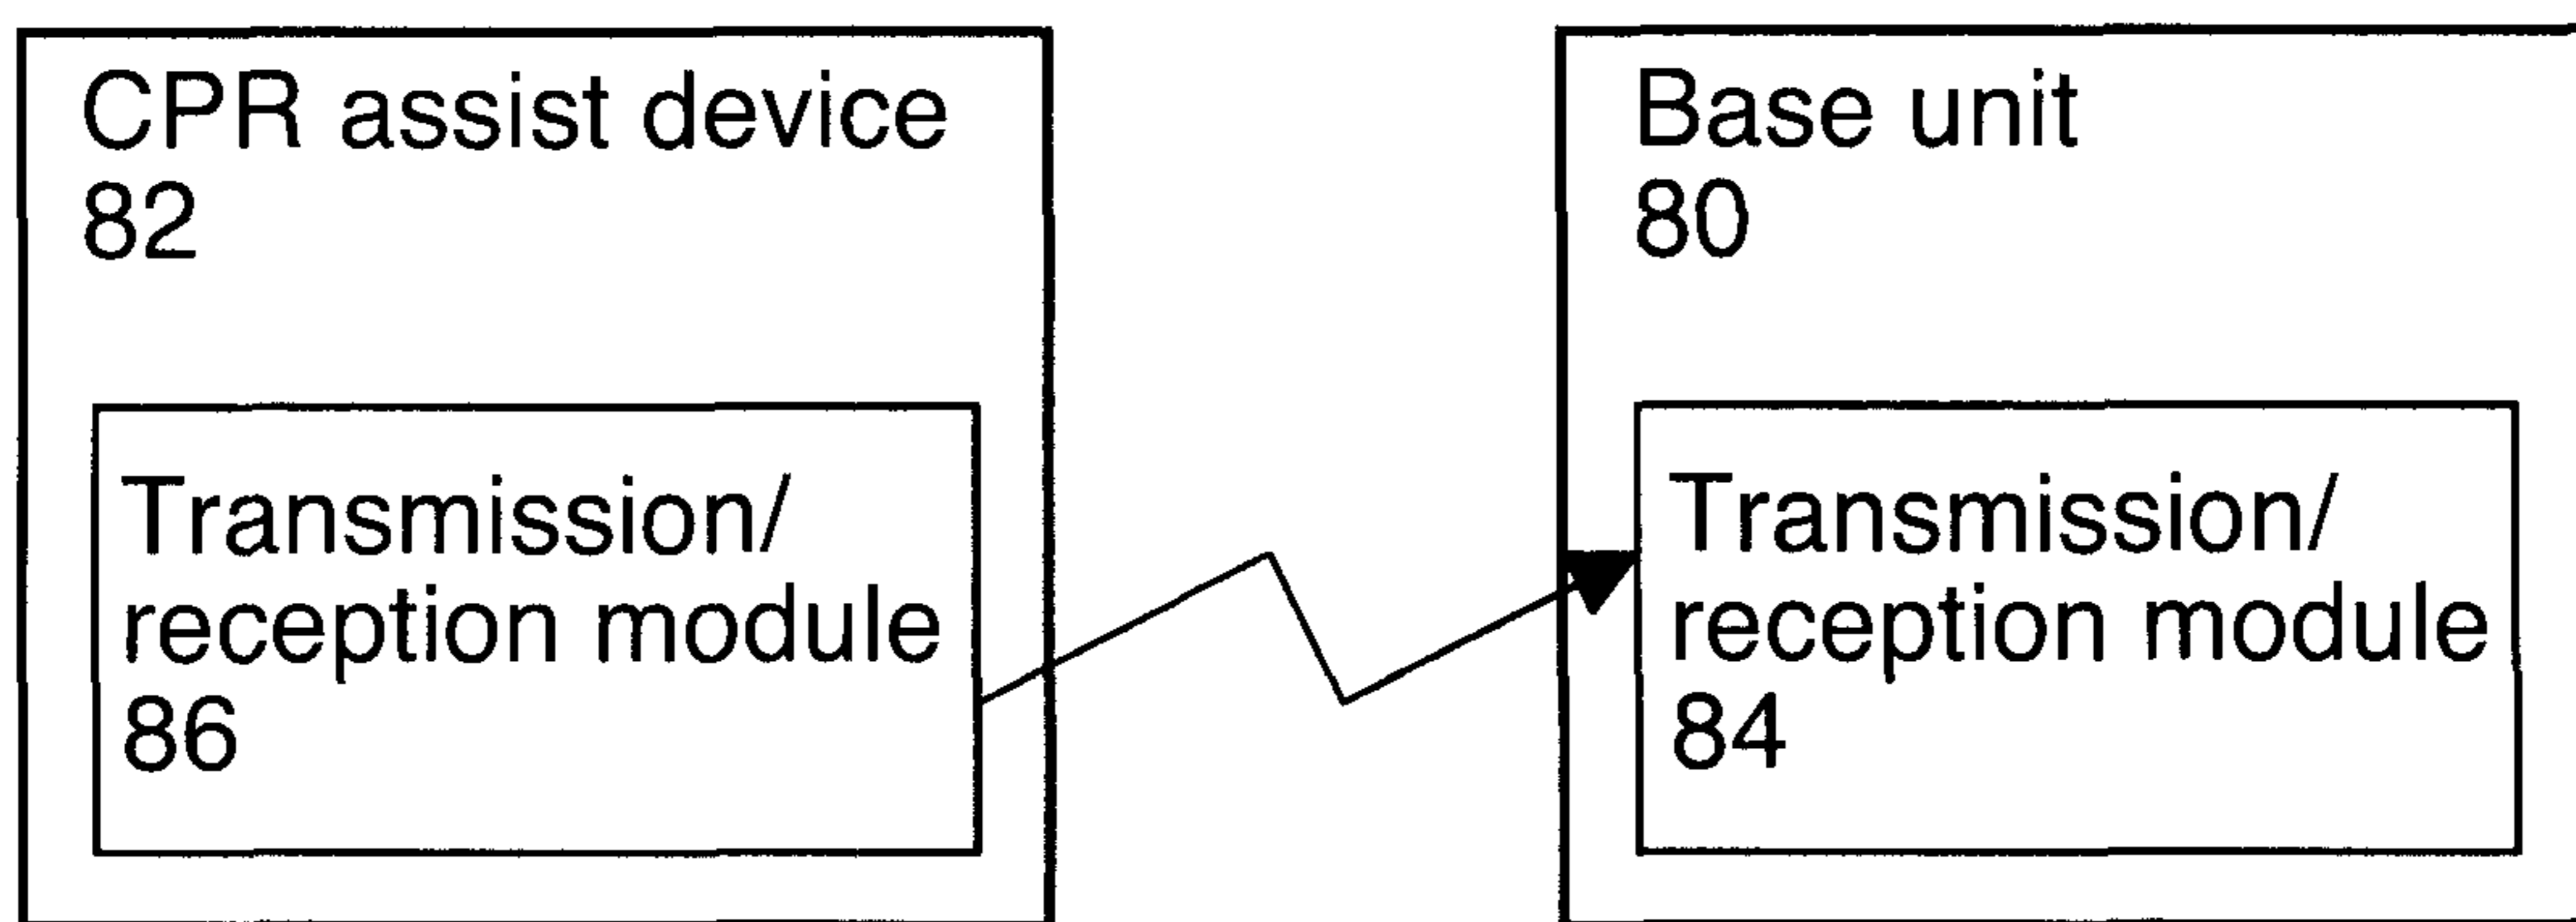 CPR assist device
82
Transmission/
reception module
86
Base unit
80
Transmission/
reception module
84